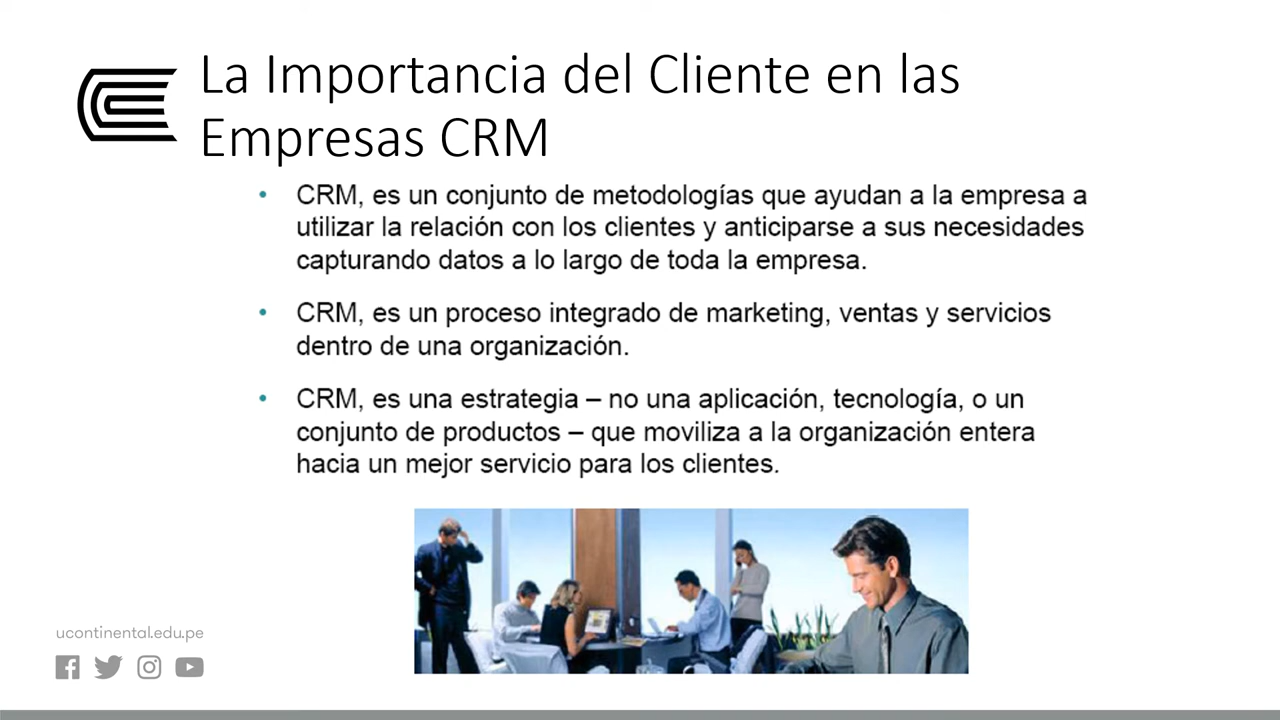 La Importancia del Cliente en las
Empresas CRM
• CRM, es un conjunto de metodologías que ayudan a la empresa a
utilizar la relación con los clientes y anticiparse a sus necesidades
capturando datos a lo largo de toda la empresa.
• CRM, es un proceso integrado de marketing, ventas y servicios
dentro de una organización.
• CRM, es una estrategia – no una aplicación, tecnología, o un
conjunto de productos – que moviliza a la organización entera
hacia un mejor servicio para los clientes.
ucontinental.edu.pe